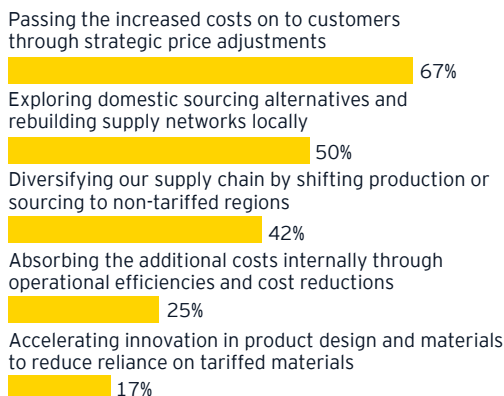 Passing the increased costs on to customers
through strategic price adjustments
67%
Exploring domestic sourcing alternatives and
rebuilding supply networks locally
50%
Diversifying our supply chain by shifting production or
sourcing to non-tariffed regions
42%
Absorbing the additional costs internally through
operational efficiencies and cost reductions
25%
Accelerating innovation in product design and materials
to reduce reliance on tariffed materials
17%